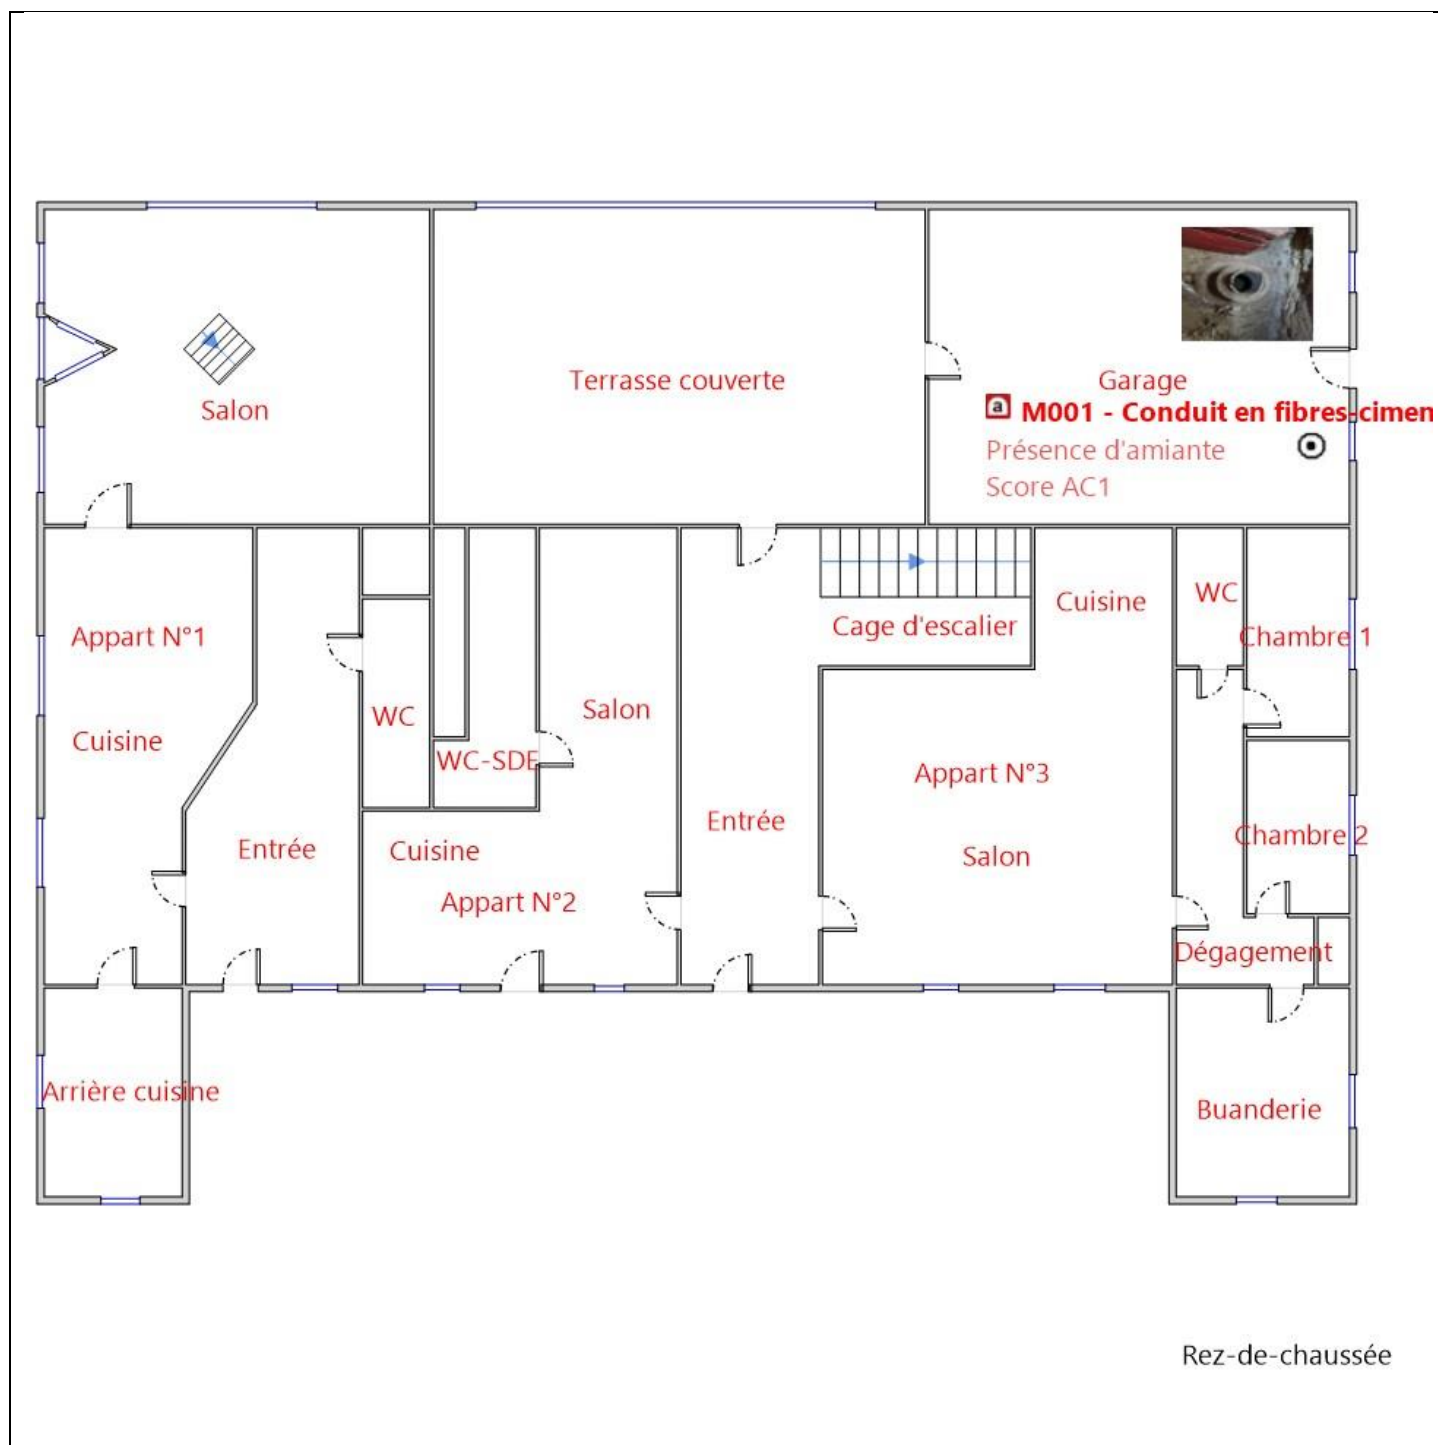 Terrasse couverte
Garage
Salon
a M001 - Conduit en fibres-cimen
Présence d'amiante
Score AC1
Appart N°1
Cuisine
Entrée
WC
WC-SDE
Salon
Cuisine
Appart N°2
Entrée
Cage d'escalier
Cuisine
Appart N°3
Salon
WC
Chambre 1
Chambre 2
Dégagement
Arrière cuisine
Buanderie
Rez-de-chaussée